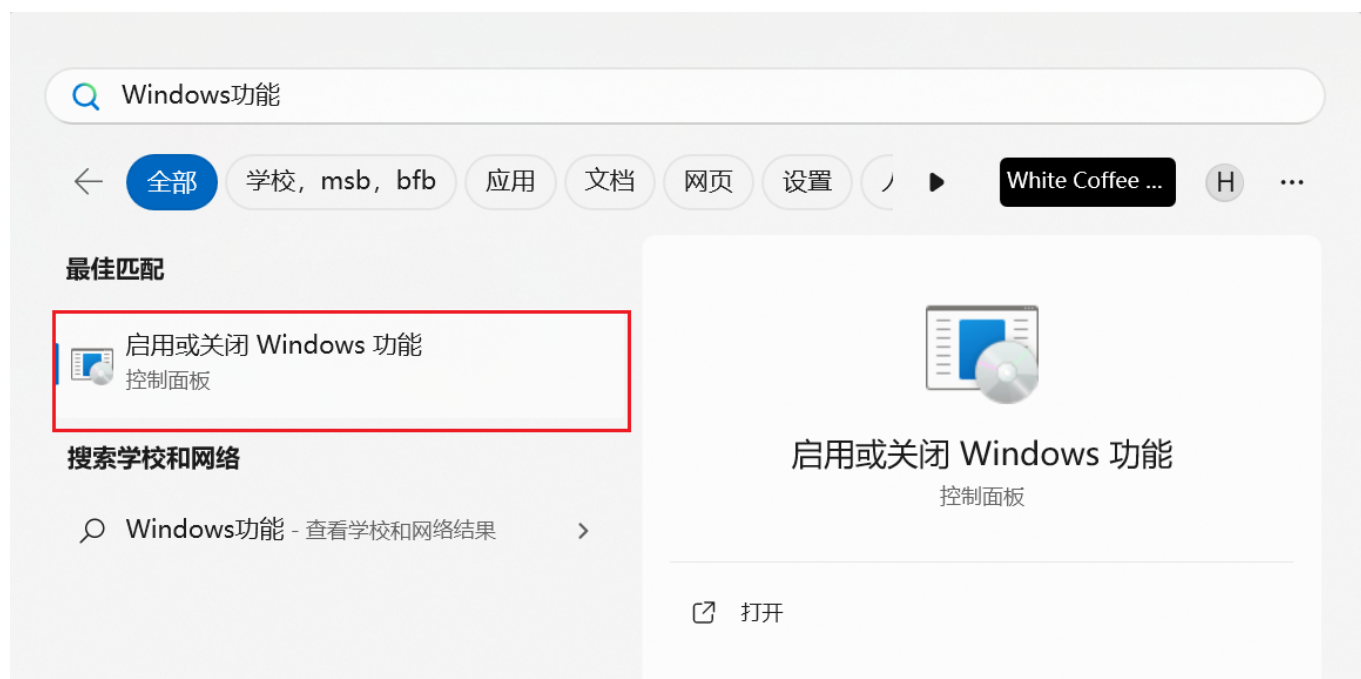 Windows功能
全部
学校，msb，bfb
应用
文档
网页
设置
White Coffee ...
H
最佳匹配
启用或关闭 Windows 功能
控制面板
搜索学校和网络
Windows功能 - 查看学校和网络结果
启用或关闭 Windows 功能
控制面板
打开